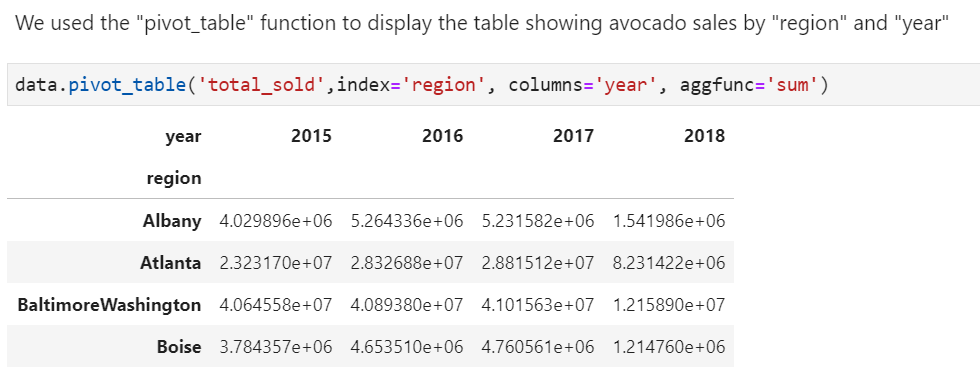 We used the "pivot_table" function to display the table showing avocado sales by "region" and "year"
data.pivot_table('total_sold',index='region', columns='year', aggfunc='sum')
year 2015 2016 2017 2018
region
Albany 4.029896e+06 5.264336e+06 5.231582e+06 1.541986e+06
Atlanta 2.323170e+07 2.832688e+07 2.881512e+07 8.231422e+06
BaltimoreWashington 4.064558e+07 4.089380e+07 4.101563e+07 1.215890e+07
Boise 3.784357e+06 4.653510e+06 4.760561e+06 1.214760e+06